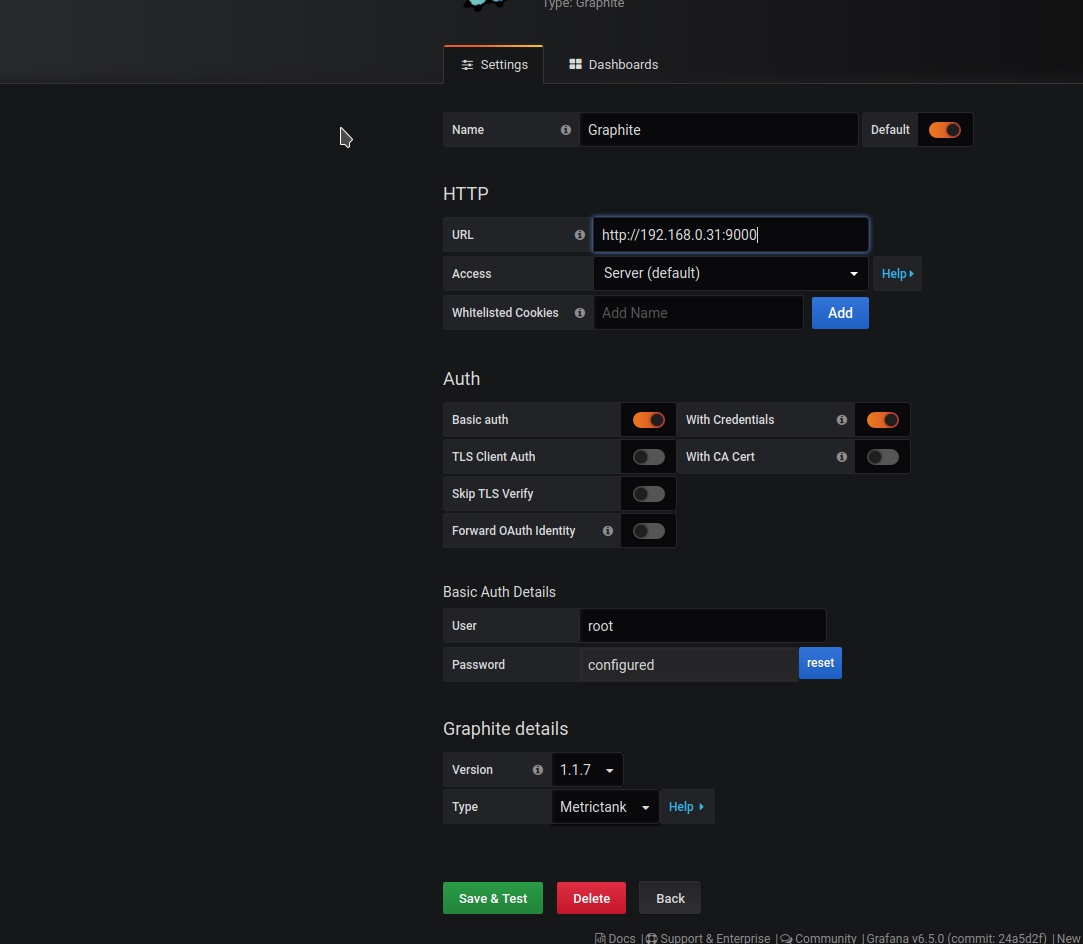 Type: Graphite
Settings Dashboards
Name Graphite Default
HTTP
URL http://192.168.0.31:9000
Access Server (default) Help
Whitelisted Cookies Add Name Add
Auth
Basic auth With Credentials
TLS Client Auth With CA Cert
Skip TLS Verify
Forward OAuth Identity
Basic Auth Details
User root
Password configured reset
Graphite details
Version 1.1.7
Type Metrictank Help
Save & Test Delete Back
Docs | Support & Enterprise | Community | Grafana v6.5.0 (commit: 24a5d2f) | New